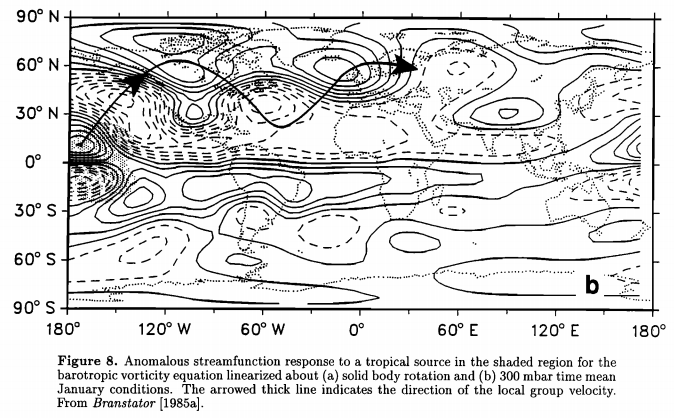 90° N
60° N
30° N
0°
30° S
60° S
90° S
b
180° 120° W 60° W 0° 60° E 120° E 180°
Figure 8. Anomalous streamfunction response to a tropical source in the shaded region for the
barotropic vorticity equation linearized about (a) solid body rotation and (b) 300 mbar time mean
January conditions. The arrowed thick line indicates the direction of the local group velocity.
From Branstator [1985a].